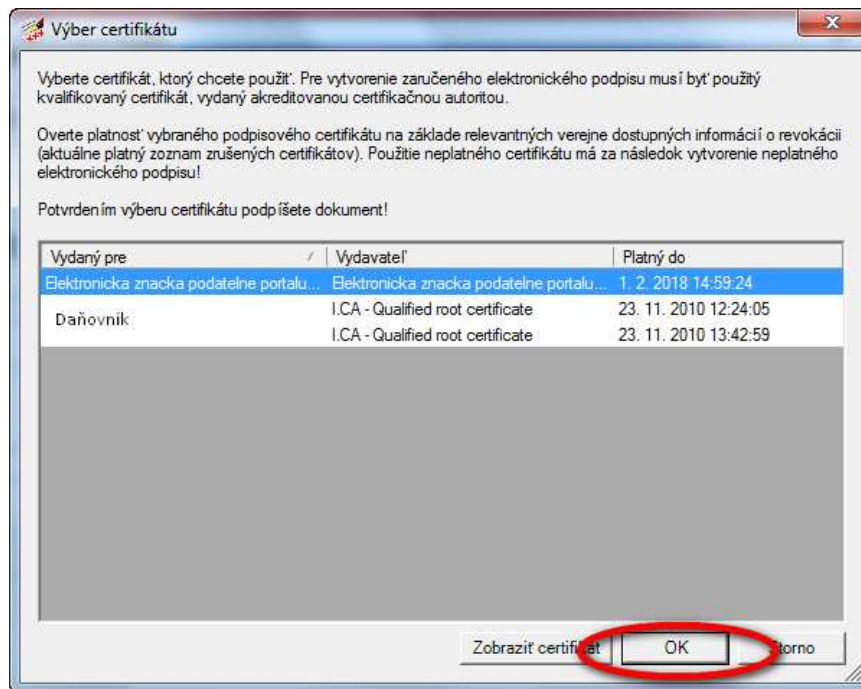 Výber certifikátu
Vyberte certifikát, ktorý chcete použiť. Pre vytvorenie zaručeného elektronického podpisu musí byť použitý
kvalifikovaný certifikát, vydaný akreditovanou certifikačnou autoritou.
Overte platnosť vybraného podpisového certifikátu na základe relevantných verejne dostupných informácií o revokácii
(aktuálne platný zoznam zrušených certifikátov). Použitie neplatného certifikátu má za následok vytvorenie neplatného
elektronického podpisu!
Potvrdením výberu certifikátu podpíšete dokument!
Vydaný pre Vydavateľ Platný do
Elektronicka znacka podatelne portalu... Elektronicka znacka podatelne portalu... 1. 2. 2018 14:59:24
Daňovník I.CA - Qualified root certificate 23. 11. 2010 12:24:05
I.CA - Qualified root certificate 23. 11. 2010 13:42:59
Zobraziť certifikát OK Storno